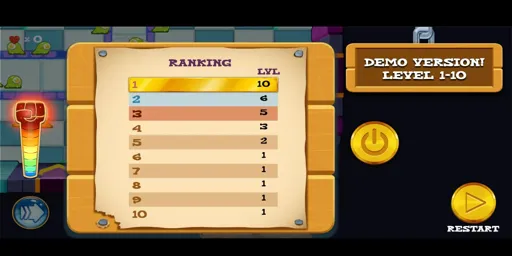 x 0
RANKING
LVL
1 10
2 6
3 5
4 3
5 2
6 1
7 1
8 1
9 1
10 1
DEMO VERSION!
LEVEL 1-10
RESTART